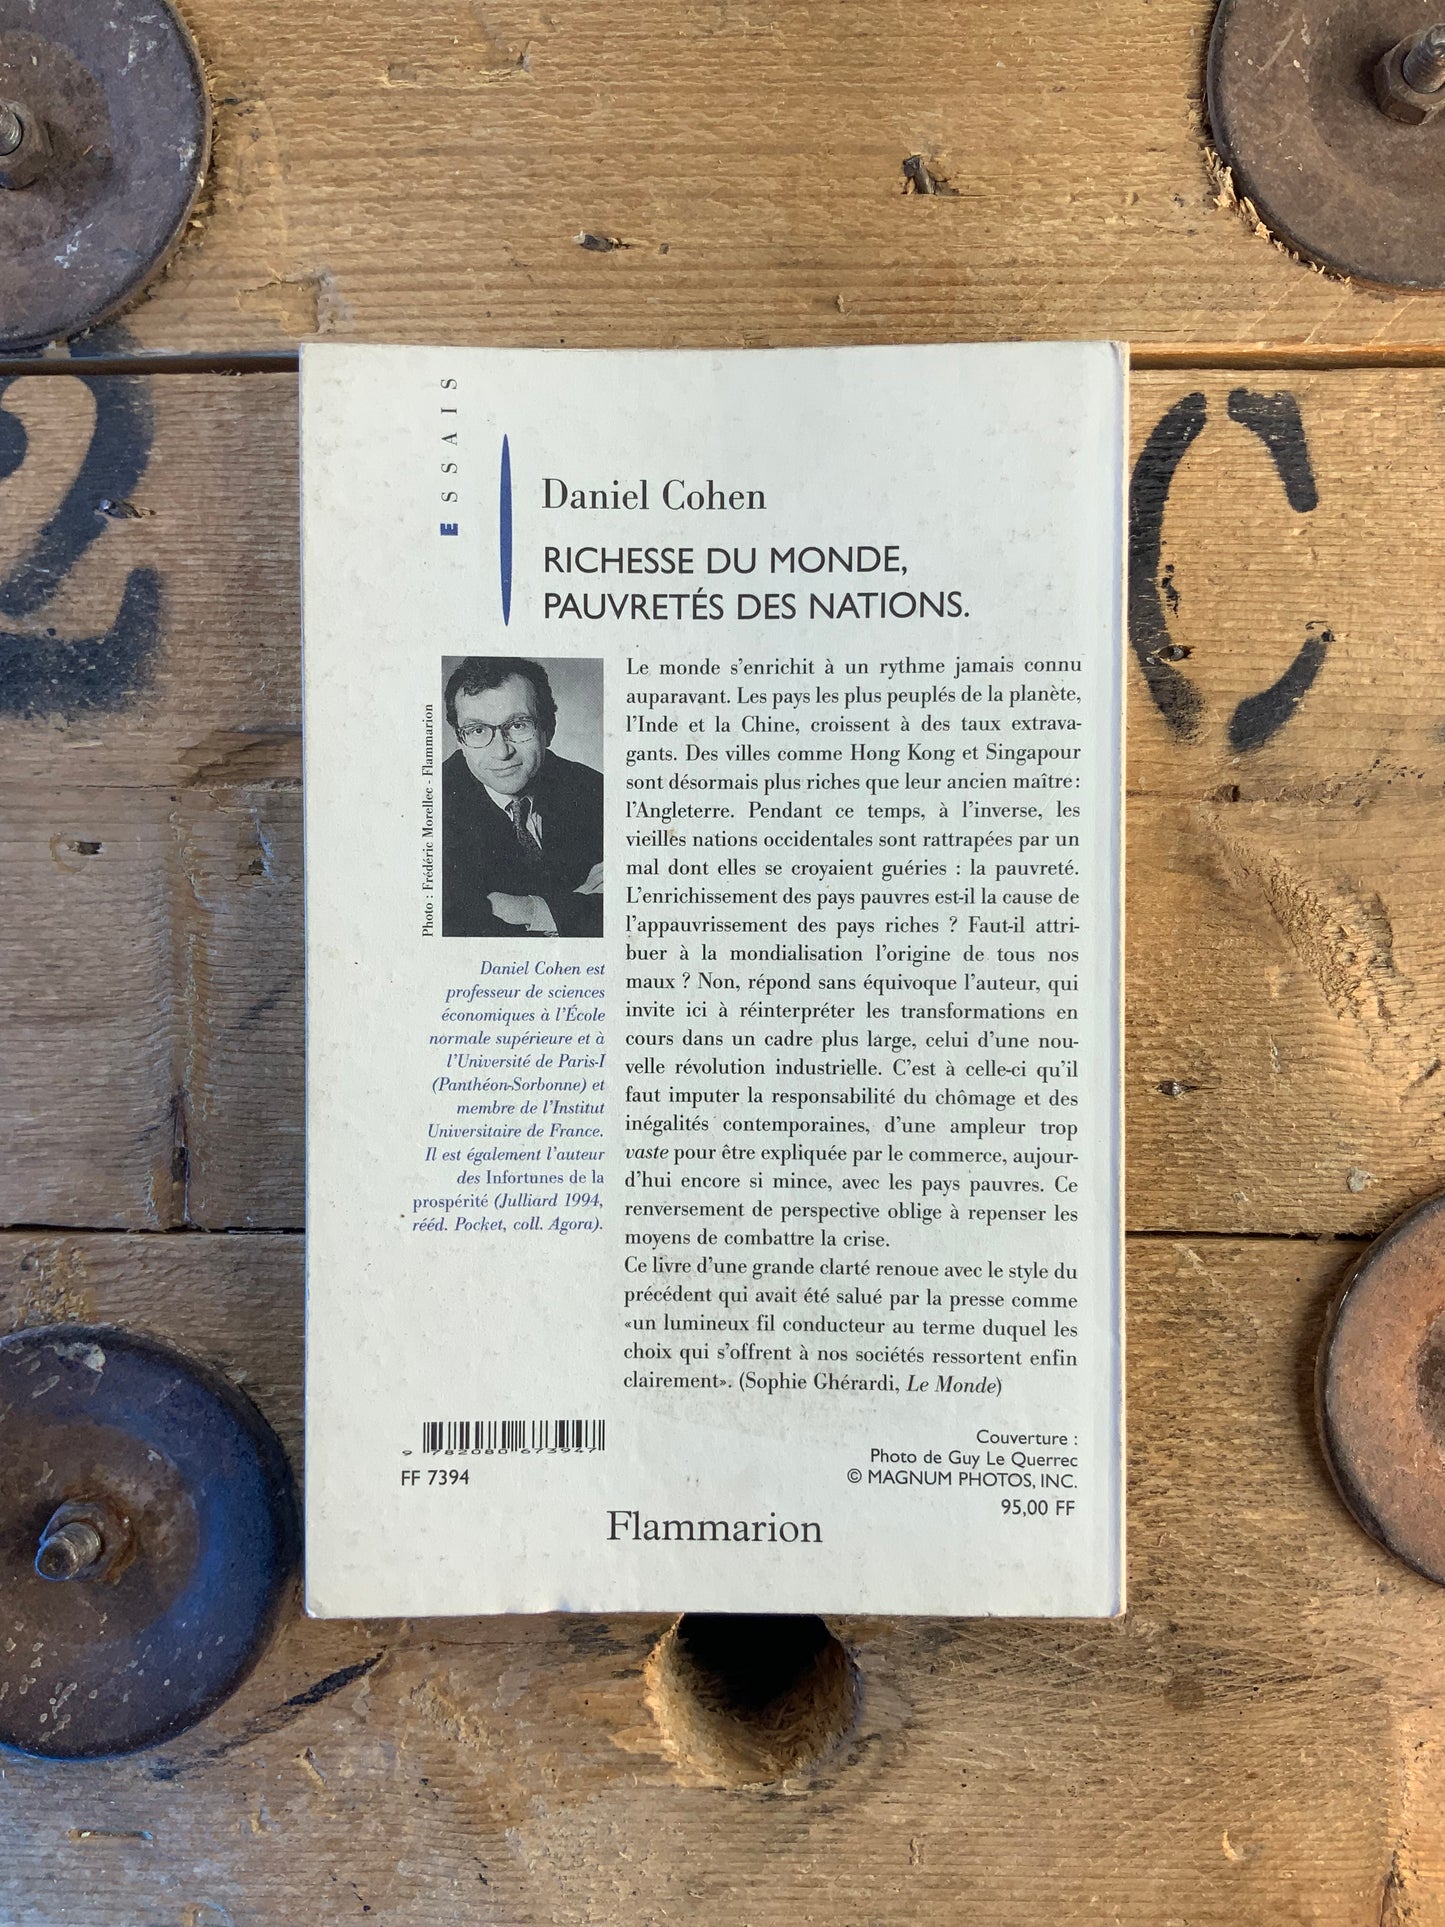 ESSAIS
Daniel Cohen
RICHESSE DU MONDE,
PAUVRETÉS DES NATIONS.
Photo : Frédéric Morellec - Flammarion
Daniel Cohen est
professeur de sciences
économiques à l'École
normale supérieure et à
l'Université de Paris-I
(Panthéon-Sorbonne) et
membre de l'Institut
Universitaire de France.
Il est également l'auteur
des Infortunes de la
prospérité (Julliard 1994,
rééd. Pocket, coll. Agora).
Le monde s'enrichit à un rythme jamais connu
auparavant. Les pays les plus peuplés de la planète,
l'Inde et la Chine, croissent à des taux extrava-
gants. Des villes comme Hong Kong et Singapour
sont désormais plus riches que leur ancien maître :
l'Angleterre. Pendant ce temps, à l'inverse, les
vieilles nations occidentales sont rattrapées par un
mal dont elles se croyaient guéries : la pauvreté.
L'enrichissement des pays pauvres est-il la cause de
l'appauvrissement des pays riches ? Faut-il attri-
buer à la mondialisation l'origine de tous nos
maux ? Non, répond sans équivoque l'auteur, qui
invite ici à réinterpréter les transformations en
cours dans un cadre plus large, celui d'une nou-
velle révolution industrielle. C'est à celle-ci qu'il
faut imputer la responsabilité du chômage et des
inégalités contemporaines, d'une ampleur trop
vaste pour être expliquée par le commerce, aujour-
d'hui encore si mince, avec les pays pauvres. Ce
renversement de perspective oblige à repenser les
moyens de combattre la crise.
Ce livre d'une grande clarté renoue avec le style du
précédent qui avait été salué par la presse comme
«un lumineux fil conducteur au terme duquel les
choix qui s'offrent à nos sociétés ressortent enfin
clairement». (Sophie Ghérardi, Le Monde)
9 782080 673947
FF 7394
Couverture :
Photo de Guy Le Querrec
© MAGNUM PHOTOS, INC.
95,00 FF
Flammarion
2
C